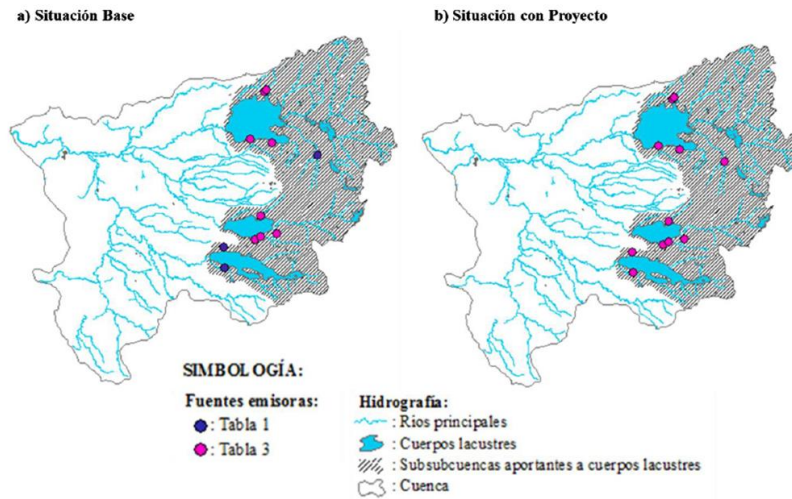 a) Situación Base
b) Situación con Proyecto
SIMBOLOGÍA:
Fuentes emisoras:
: Tabla 1
: Tabla 3
Hidrografía:
: Rios principales
: Cuerpos lacustres
: Subsubcuencas aportantes a cuerpos lacustres
: Cuenca